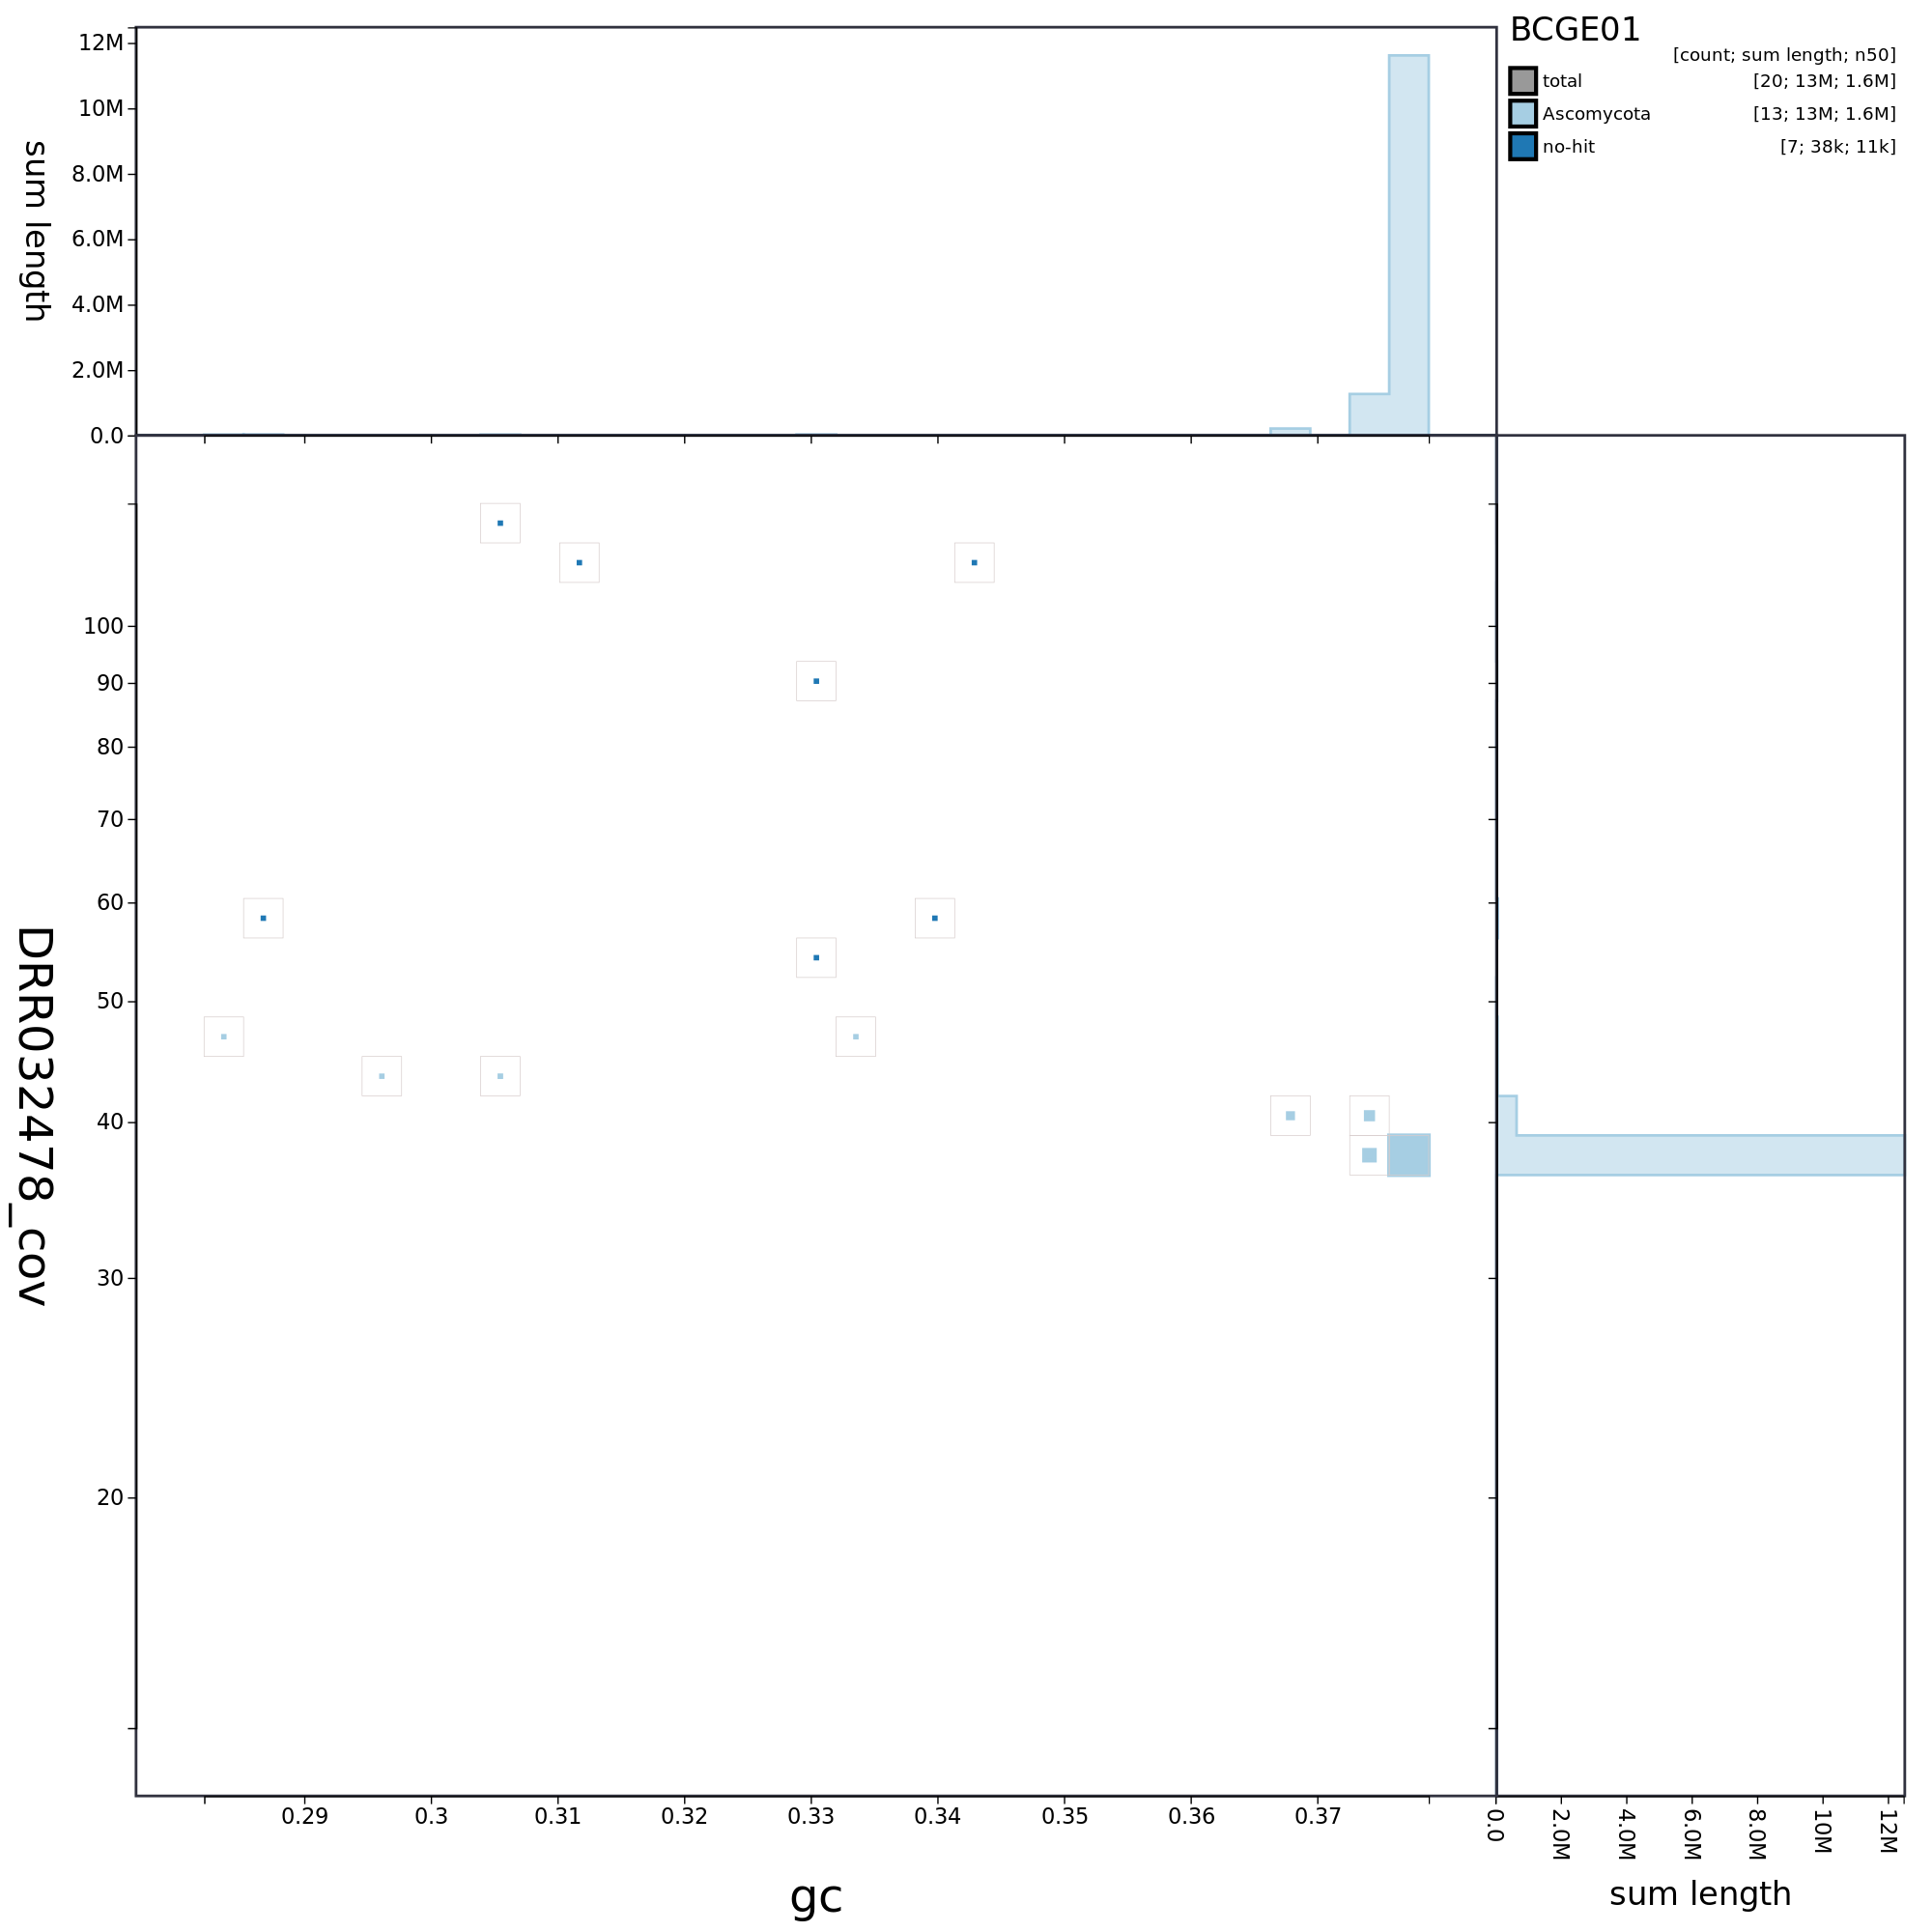 BCGE01
[count; sum length; n50]
total [20; 13M; 1.6M]
Ascomycota [13; 13M; 1.6M]
no-hit [7; 38k; 11k]
sum length
12M
10M
8.0M
6.0M
4.0M
2.0M
0.0
DRR032478_cov
100
90
80
70
60
50
40
30
20
0.29 0.3 0.31 0.32 0.33 0.34 0.35 0.36 0.37
gc
0.0 2.0M 4.0M 6.0M 8.0M 10M 12M
sum length